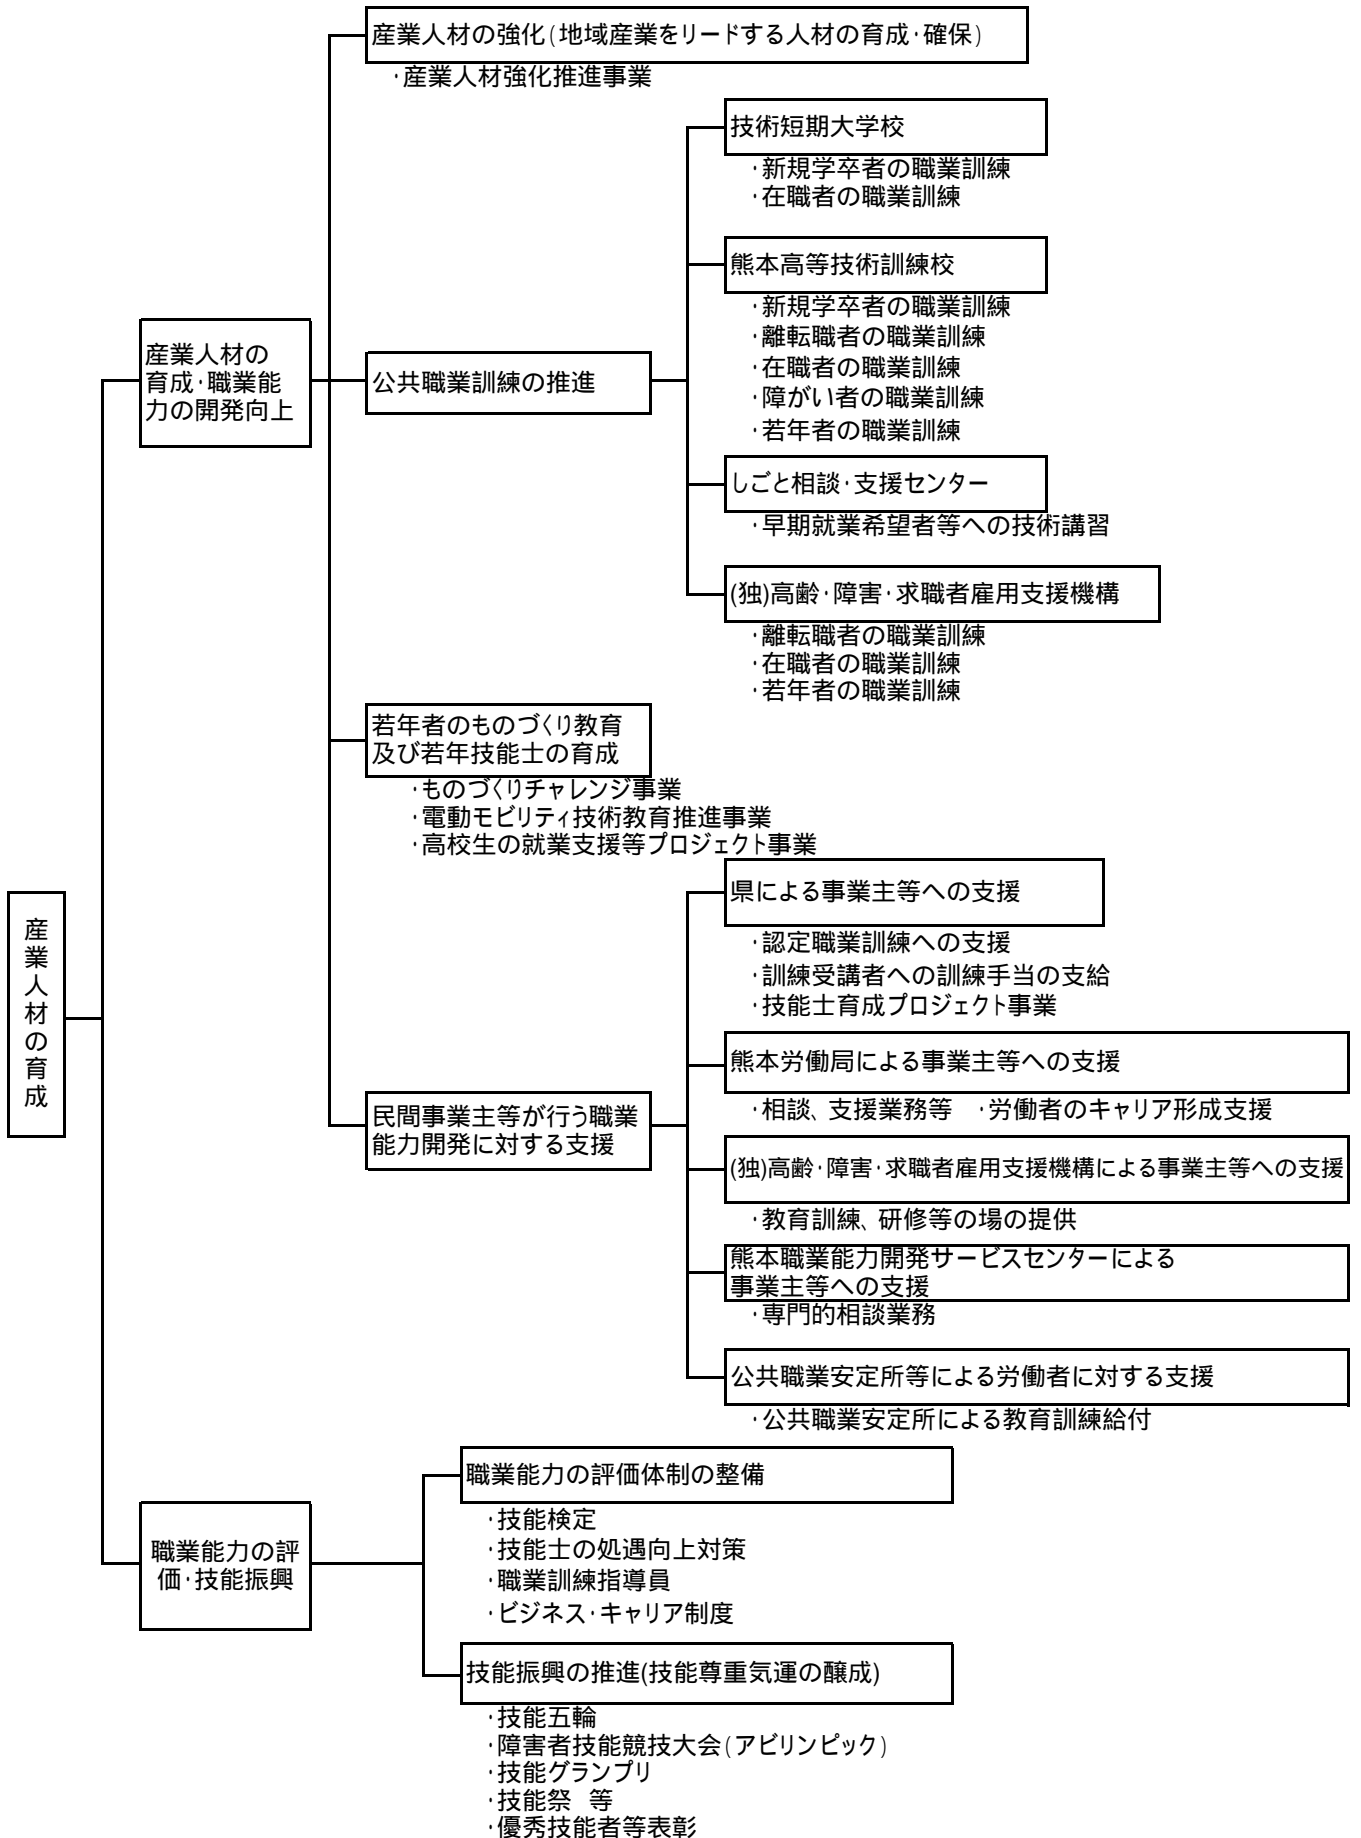 産業人材の強化(地域産業をリードする人材の育成・確保)
・産業人材強化推進事業
技術短期大学校
・新規学卒者の職業訓練
・在職者の職業訓練
熊本高等技術訓練校
・新規学卒者の職業訓練
・離転職者の職業訓練
・在職者の職業訓練
・障がい者の職業訓練
・若年者の職業訓練
産業人材の
育成・職業能
力の開発向上
公共職業訓練の推進
しごと相談・支援センター
・早期就業希望者等への技術講習
(独)高齢・障害・求職者雇用支援機構
・離転職者の職業訓練
・在職者の職業訓練
・若年者の職業訓練
若年者のものづくり教育
及び若年技能士の育成
・ものづくりチャレンジ事業
・電動モビリティ技術教育推進事業
・高校生の就業支援等プロジェクト事業
産業人材の育成
県による事業主等への支援
・認定職業訓練への支援
・訓練受講者への訓練手当の支給
・技能士育成プロジェクト事業
熊本労働局による事業主等への支援
・相談、支援業務等 ・労働者のキャリア形成支援
民間事業主等が行う職業
能力開発に対する支援
(独)高齢・障害・求職者雇用支援機構による事業主等への支援
・教育訓練、研修等の場の提供
熊本職業能力開発サービスセンターによる
事業主等への支援
・専門的相談業務
公共職業安定所等による労働者に対する支援
・公共職業安定所による教育訓練給付
職業能力の評
価・技能振興
職業能力の評価体制の整備
・技能検定
・技能士の処遇向上対策
・職業訓練指導員
・ビジネス・キャリア制度
技能振興の推進(技能尊重気運の醸成)
・技能五輪
・障害者技能競技大会(アビリンピック)
・技能グランプリ
・技能祭 等
・優秀技能者等表彰